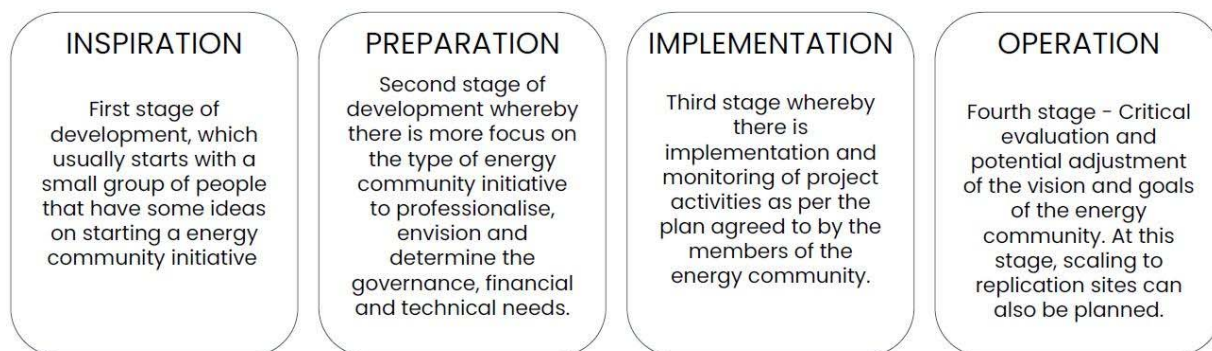 INSPIRATION
First stage of
development, which
usually starts with a
small group of people
that have some ideas
on starting a energy
community initiative
PREPARATION
Second stage of
development whereby
there is more focus on
the type of energy
community initiative
to professionalise,
envision and
determine the
governance, financial
and technical needs.
IMPLEMENTATION
Third stage whereby
there is
implementation and
monitoring of project
activities as per the
plan agreed to by the
members of the
energy community.
OPERATION
Fourth stage - Critical
evaluation and
potential adjustment
of the vision and goals
of the energy
community. At this
stage, scaling to
replication sites can
also be planned.